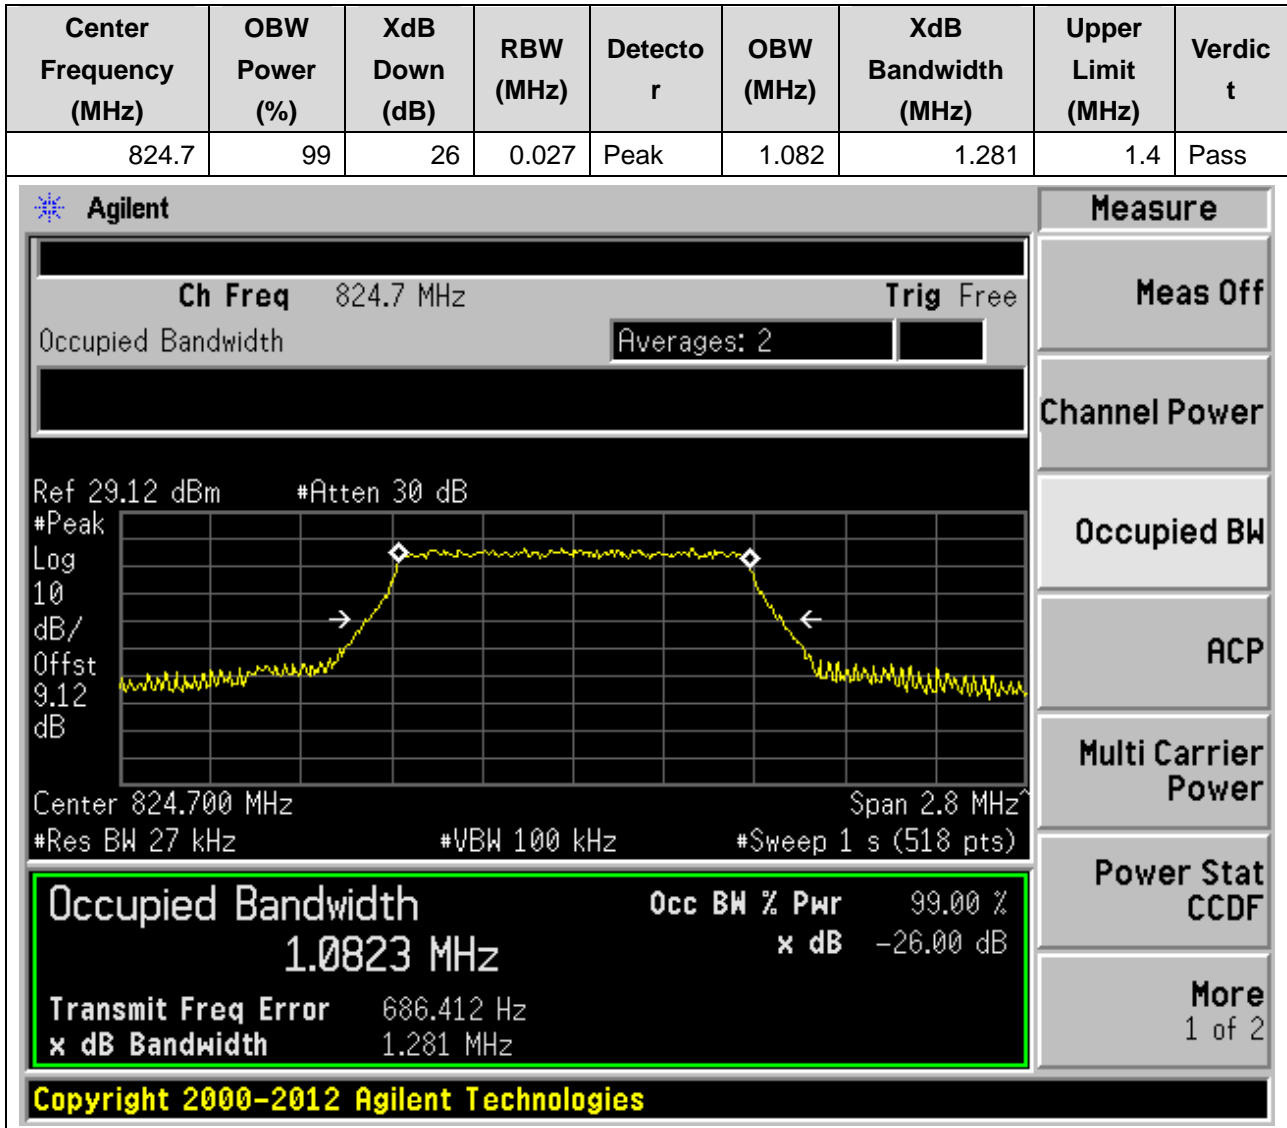 Center Frequency (MHz) OBW Power (%) XdB Down (dB) RBW (MHz) Detecto r OBW (MHz) XdB Bandwidth (MHz) Upper Limit (MHz) Verdic t
824.7 99 26 0.027 Peak 1.082 1.281 1.4 Pass
Agilent
Measure
Ch Freq 824.7 MHz Trig Free
Occupied Bandwidth Averages: 2
Meas Off
Channel Power
Occupied BW
ACP
Multi Carrier
Power
Power Stat
CCDF
More
1 of 2
Ref 29.12 dBm #Atten 30 dB
#Peak
Log
10
dB/
Offst
9.12
dB
Center 824.700 MHz Span 2.8 MHz^
#Res BW 27 kHz #VBW 100 kHz #Sweep 1 s (518 pts)
Occupied Bandwidth Occ BW % Pwr 99.00 %
1.0823 MHz x dB -26.00 dB
Transmit Freq Error 686.412 Hz
x dB Bandwidth 1.281 MHz
Copyright 2000-2012 Agilent Technologies